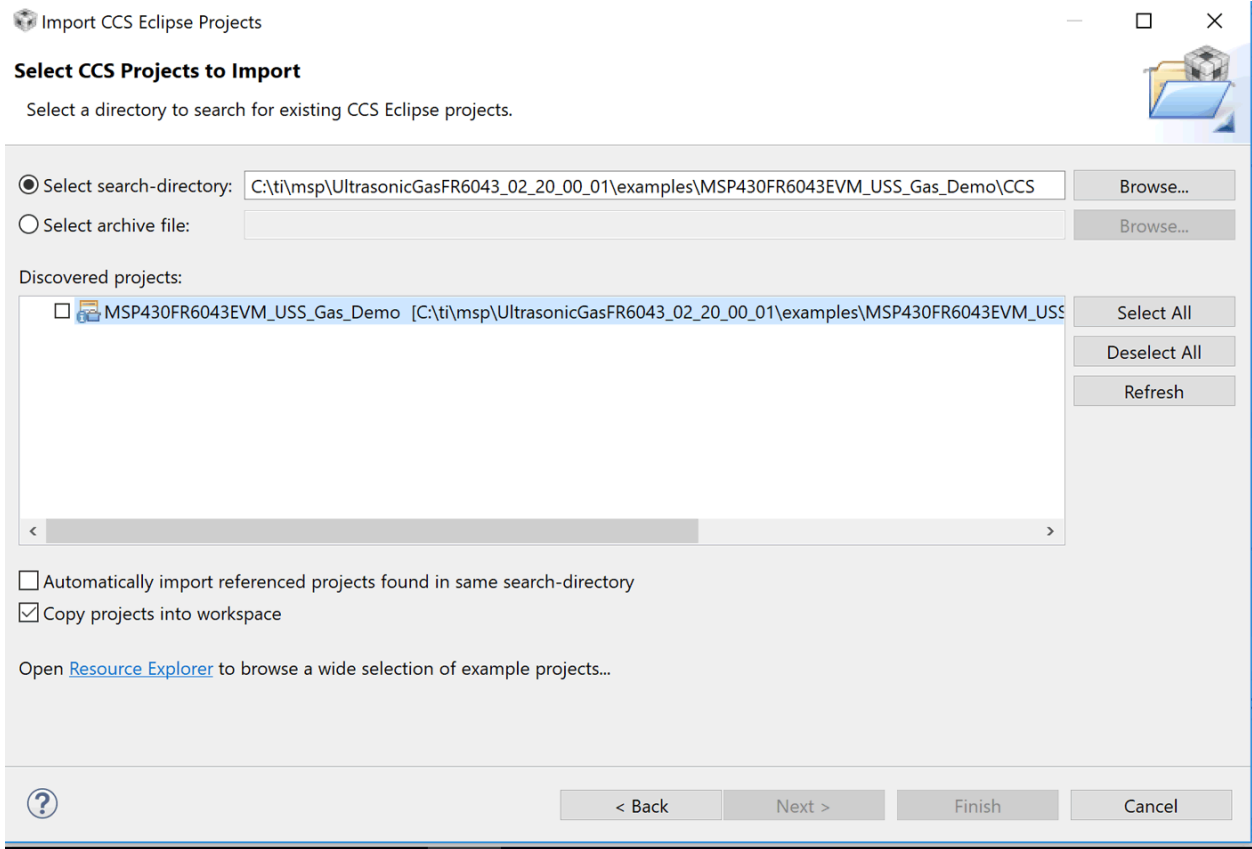 Import CCS Eclipse Projects
Select CCS Projects to Import
Select a directory to search for existing CCS Eclipse projects.
Select search-directory: C:\ti\msp\UltrasonicGasFR6043_02_20_00_01\examples\MSP430FR6043EVM_USS_Gas_Demo\CCS Browse...
Select archive file: Browse...
Discovered projects:
MSP430FR6043EVM_USS_Gas_Demo [C:\ti\msp\UltrasonicGasFR6043_02_20_00_01\examples\MSP430FR6043EVM_USS Select All
Deselect All
Refresh
Automatically import referenced projects found in same search-directory
Copy projects into workspace
Open Resource Explorer to browse a wide selection of example projects...
? < Back Next > Finish Cancel